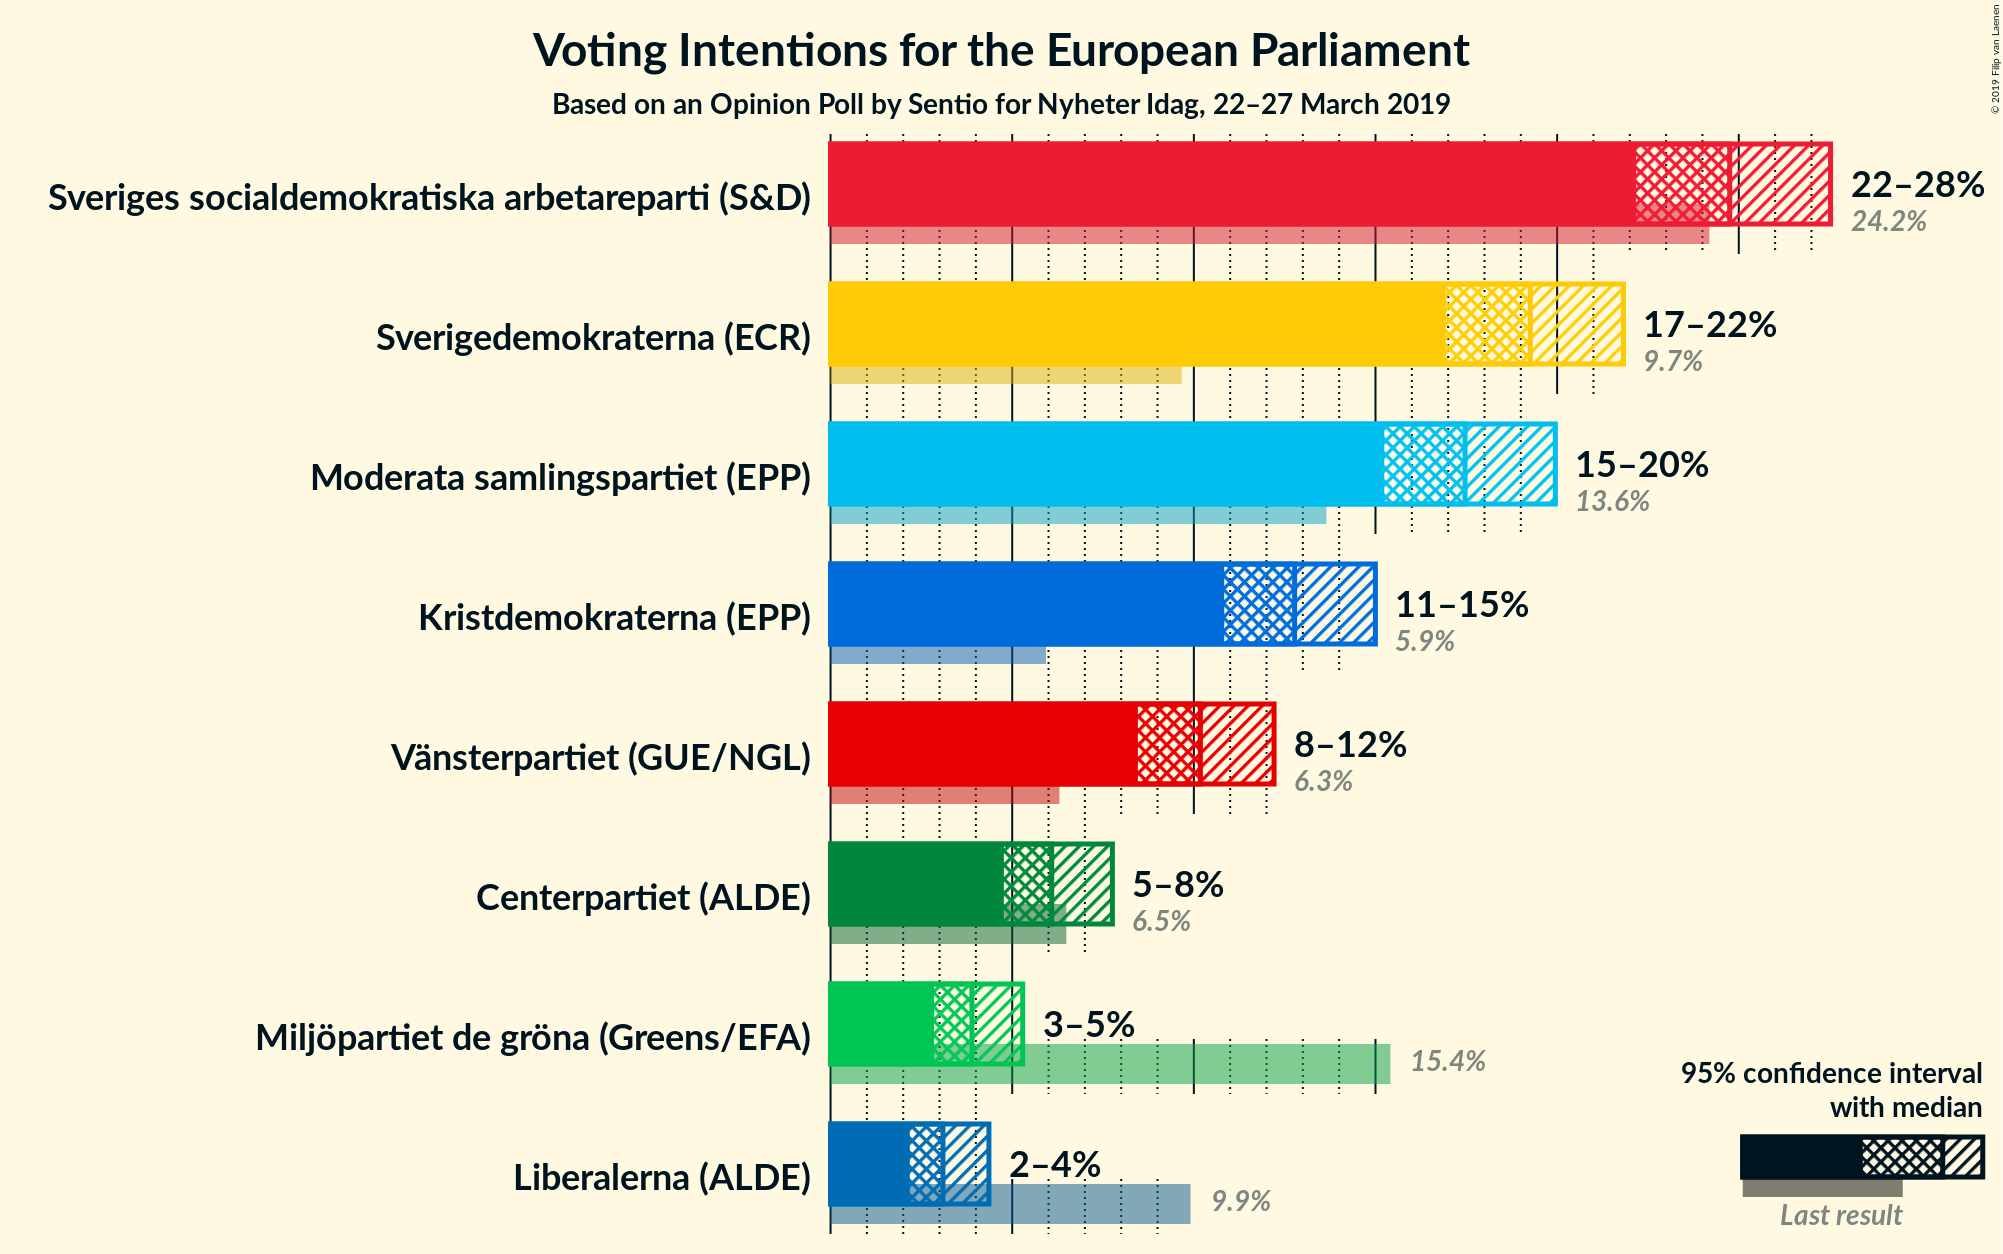 Voting Intentions for the European Parliament
Based on an Opinion Poll by Sentio for Nyheter Idag, 22–27 March 2019
© 2019 Filip van Laenen
Sveriges socialdemokratiska arbetareparti (S&D)
22–28%
24.2%
Sverigedemokraterna (ECR)
17–22%
9.7%
Moderata samlingspartiet (EPP)
15–20%
13.6%
Kristdemokraterna (EPP)
11–15%
5.9%
Vänsterpartiet (GUE/NGL)
8–12%
6.3%
Centerpartiet (ALDE)
5–8%
6.5%
Miljöpartiet de gröna (Greens/EFA)
3–5%
15.4%
Liberalerna (ALDE)
2–4%
9.9%
95% confidence interval
with median
Last result